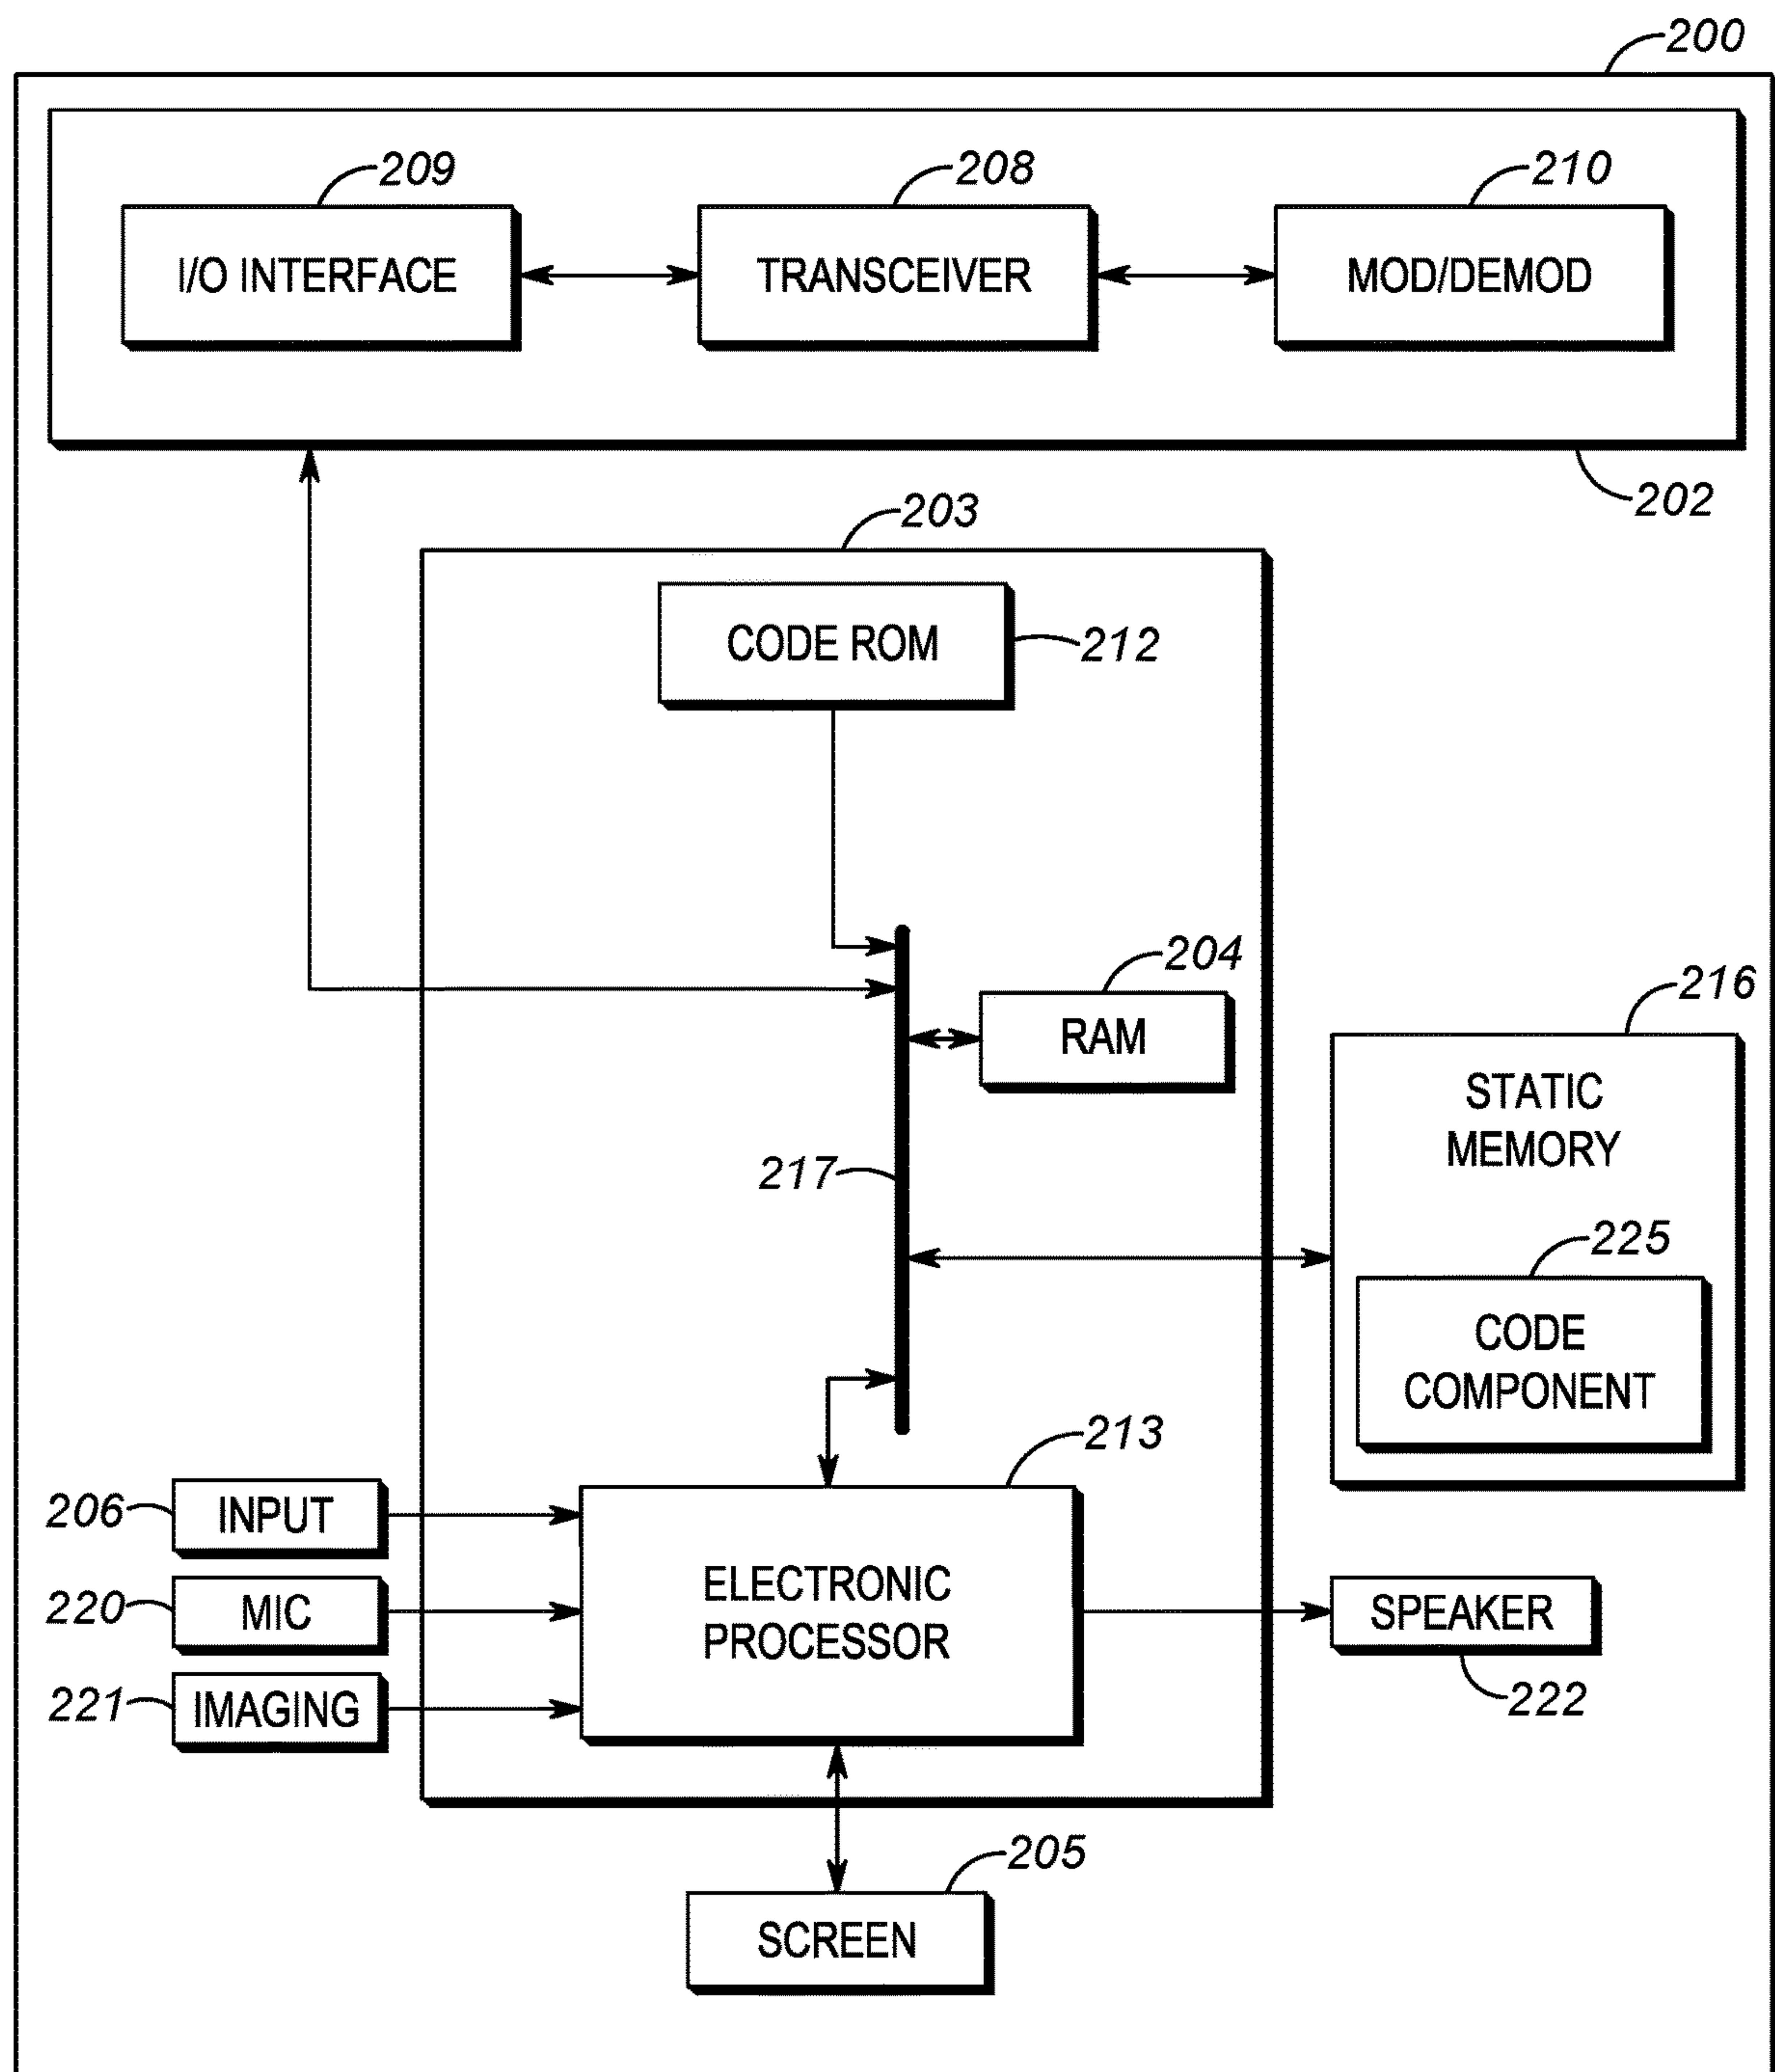 200
209
208
210
I/O INTERFACE
TRANSCEIVER
MOD/DEMOD
202
203
CODE ROM
212
204
RAM
216
STATIC
MEMORY
217
225
CODE
COMPONENT
213
206
INPUT
220
MIC
221
IMAGING
ELECTRONIC
PROCESSOR
SPEAKER
222
205
SCREEN